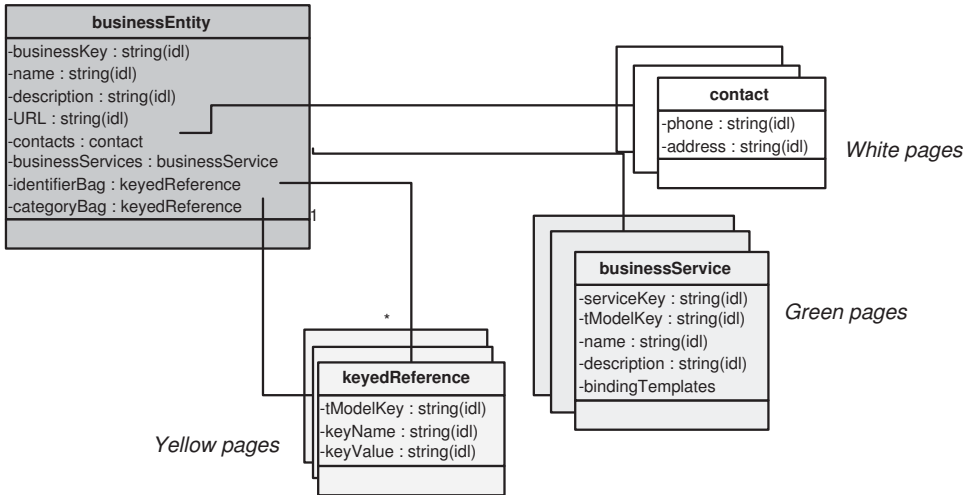 businessEntity
-businessKey : string(idl)
-name : string(idl)
-description : string(idl)
-URL : string(idl)
-contacts : contact
-businessServices : businessService
-identifierBag : keyedReference
-categoryBag : keyedReference
1
contact
-phone : string(idl)
-address : string(idl)
White pages
businessService
-serviceKey : string(idl)
-tModelKey : string(idl)
-name : string(idl)
-description : string(idl)
-bindingTemplates
Green pages
*
keyedReference
-tModelKey : string(idl)
-keyName : string(idl)
-keyValue : string(idl)
Yellow pages